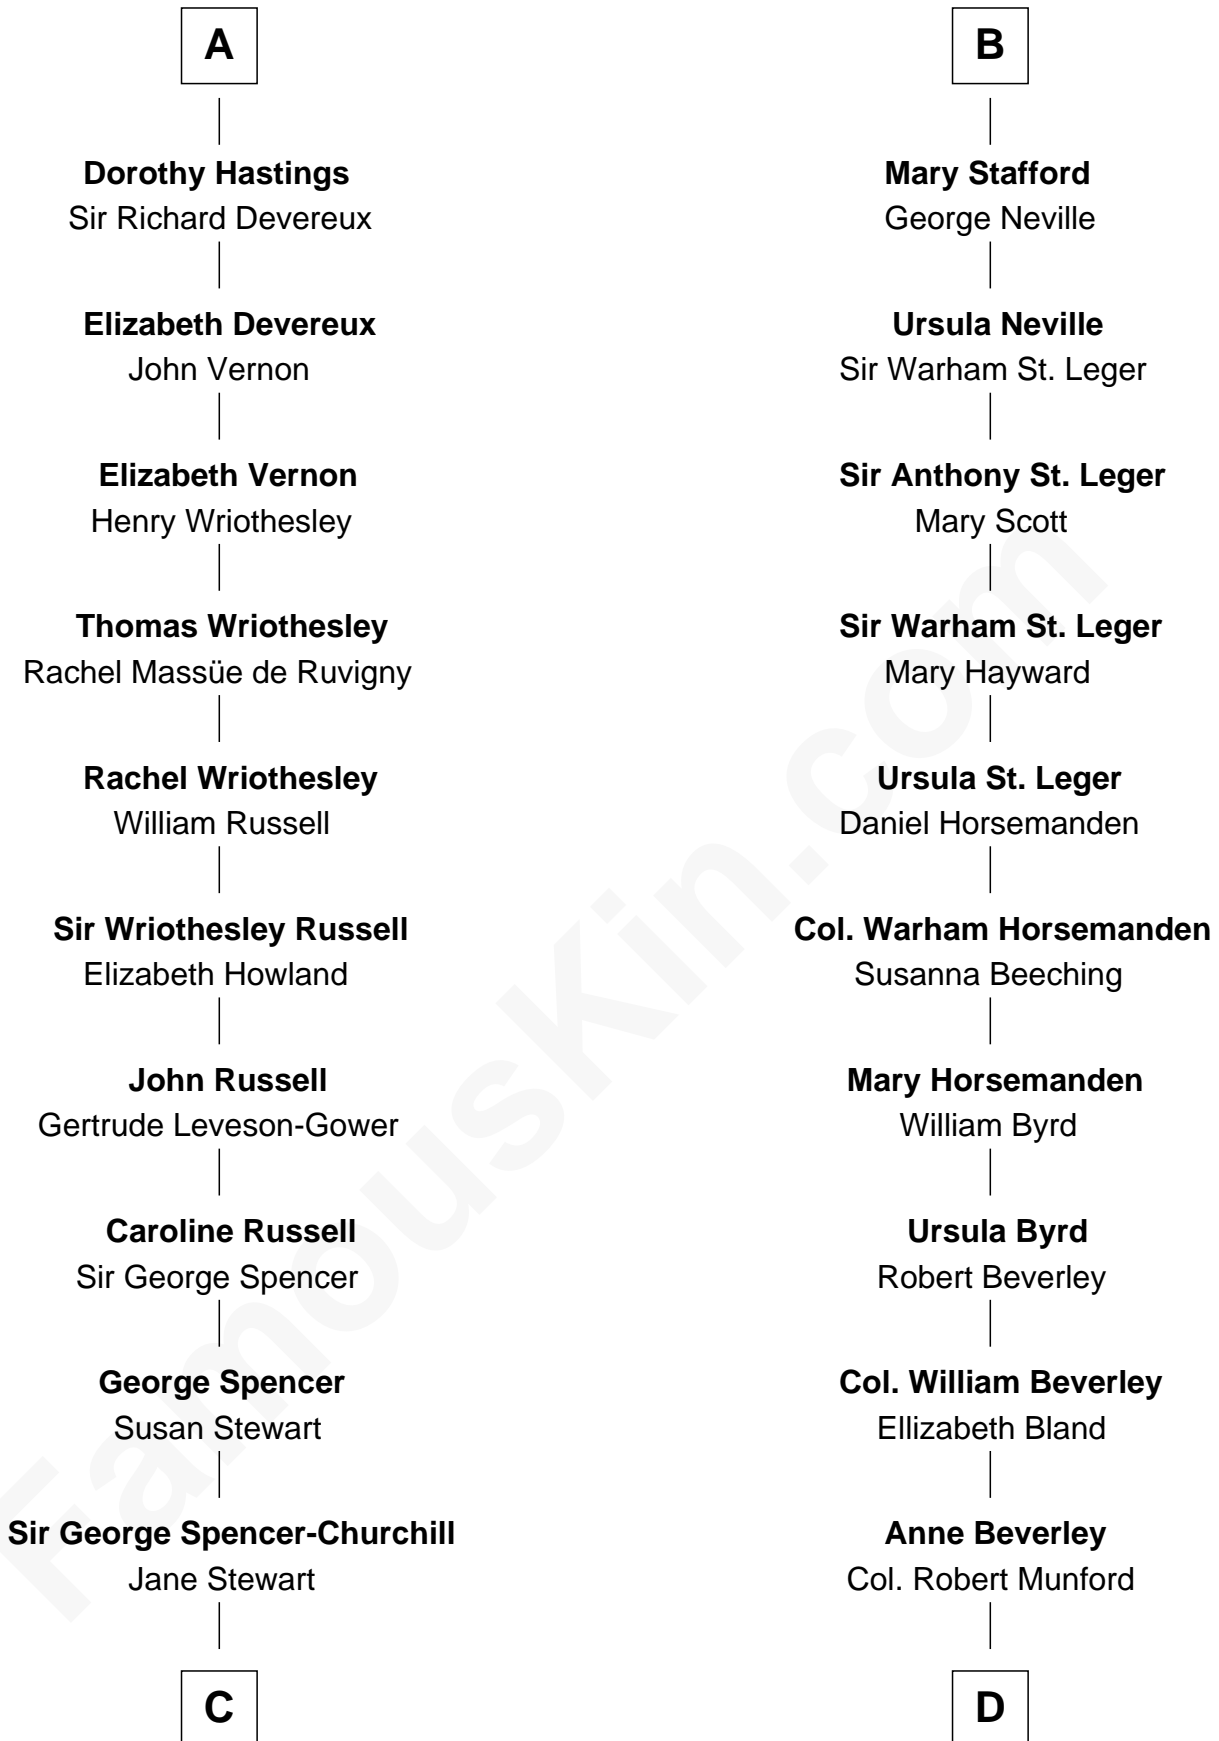 A
Dorothy Hastings
Sir Richard Devereux
Elizabeth Devereux
John Vernon
Elizabeth Vernon
Henry Wriothesley
Thomas Wriothesley
Rachel Massüe de Ruvigny
Rachel Wriothesley
William Russell
Sir Wriothesley Russell
Elizabeth Howland
John Russell
Gertrude Leveson-Gower
Caroline Russell
Sir George Spencer
George Spencer
Susan Stewart
Sir George Spencer-Churchill
Jane Stewart
C
B
Mary Stafford
George Neville
Ursula Neville
Sir Warham St. Leger
Sir Anthony St. Leger
Mary Scott
Sir Warham St. Leger
Mary Hayward
Ursula St. Leger
Daniel Horsemanden
Col. Warham Horsemanden
Susanna Beeching
Mary Horsemanden
William Byrd
Ursula Byrd
Robert Beverley
Col. William Beverley
Ellizabeth Bland
Anne Beverley
Col. Robert Munford
D
FamousKin.com